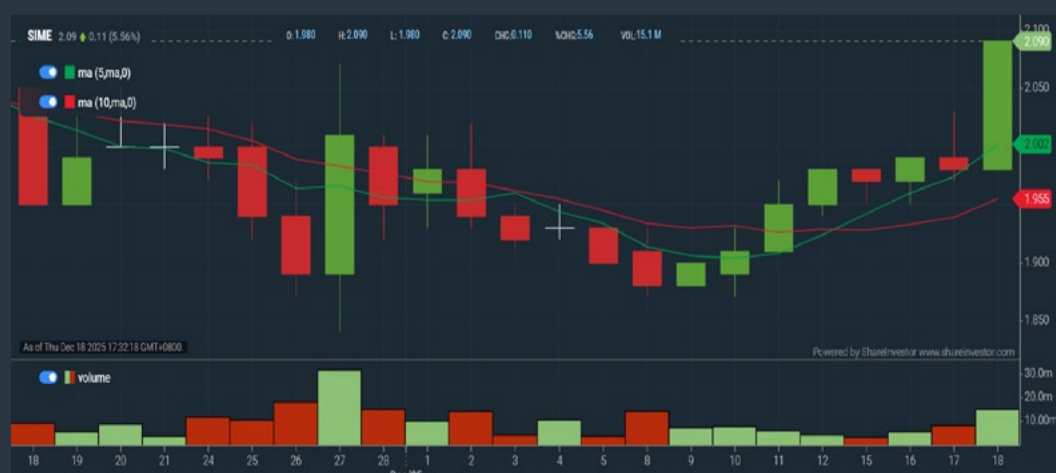 SIME 2.09 0.11 (5.56%) O: 1.980 H: 2.090 L: 1.980 C: 2.090 CHG:0.110 %CHG:5.56 VOL:15.1 M
2.100
2.090
ma (5,ma,0)
ma (10,ma,0)
2.050
2.002
1.955
1.900
1.850
As of Thu Dec 18 2025 17:32:18 GMT+0800
Powered by ShareInvestor www.shareinvestor.com
volume
30.0m
20.0m
10.00m
18 19 20 21 24 25 26 27 28 1 2 3 4 5 8 9 10 11 12 15 16 17 18